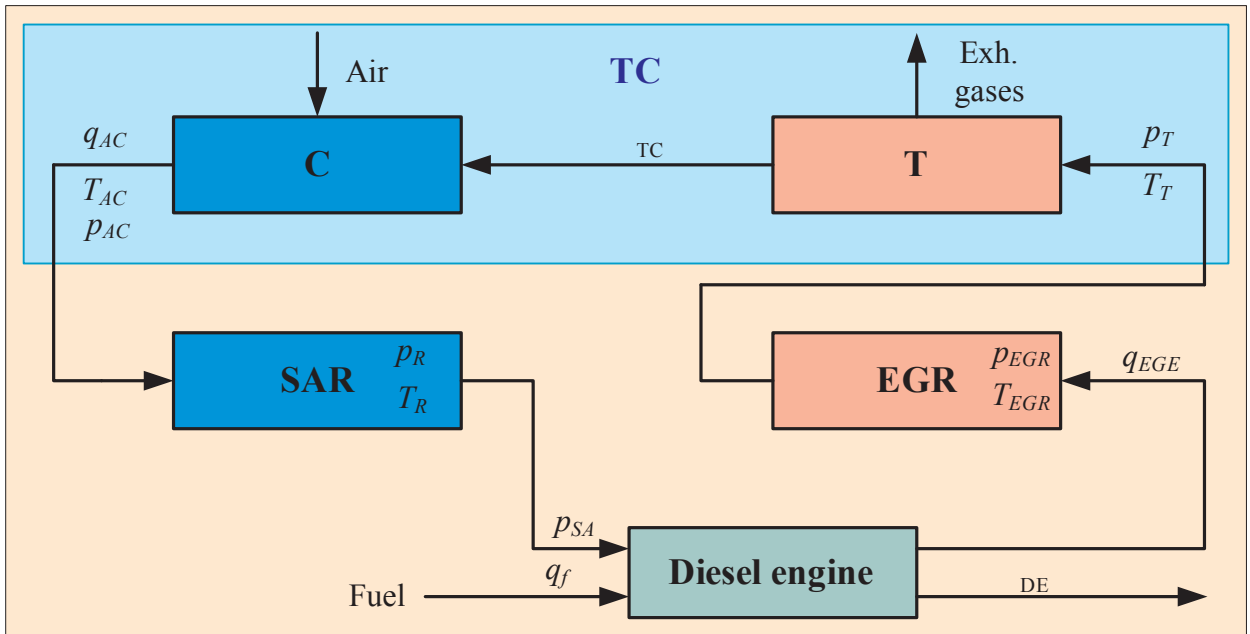 TC
Air
Exh.
gases
q_AC
C
TC
T
p_T
T_AC
T_T
p_AC
SAR
p_R
T_R
EGR
p_EGR
T_EGR
q_EGE
p_SA
Diesel engine
Fuel
q_f
DE